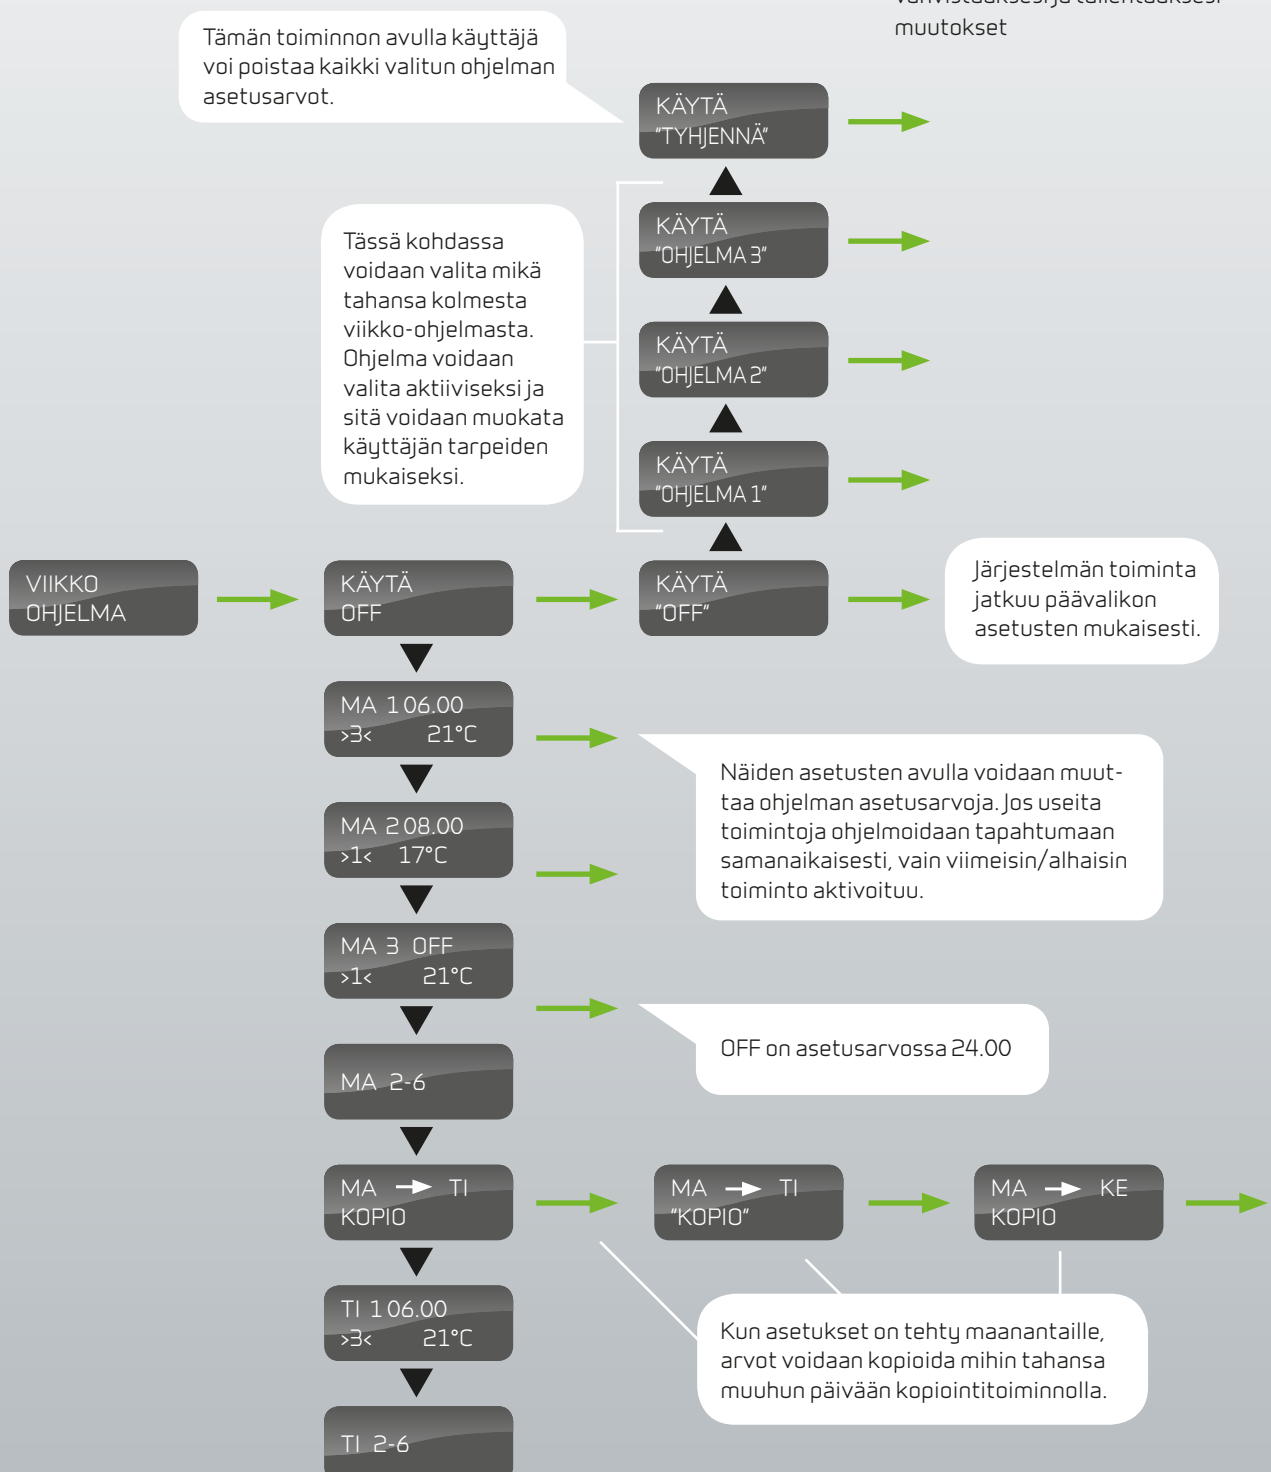 muutokset
Tämän toiminnon avulla käyttäjä
voi poistaa kaikki valitun ohjelman
asetusarvot.
KÄYTÄ
"TYHJENNÄ"
Tässä kohdassa
voidaan valita mikä
tahansa kolmesta
viikko-ohjelmasta.
Ohjelma voidaan
valita aktiiviseksi ja
sitä voidaan muokata
käyttäjän tarpeiden
mukaiseksi.
KÄYTÄ
"OHJELMA 3"
KÄYTÄ
"OHJELMA 2"
KÄYTÄ
"OHJELMA 1"
VIIKKO
OHJELMA
KÄYTÄ
OFF
KÄYTÄ
"OFF"
Järjestelmän toiminta
jatkuu päävalikon
asetusten mukaisesti.
MA 1 06.00
>3< 21°C
Näiden asetusten avulla voidaan muut-
taa ohjelman asetusarvoja. Jos useita
toimintoja ohjelmoidaan tapahtumaan
samanaikaisesti, vain viimeisin/alhaisin
toiminto aktivoituu.
MA 2 08.00
>1< 17°C
MA 3 OFF
>1< 21°C
OFF on asetusarvossa 24.00
MA 2-6
MA → TI
KOPIO
MA → TI
"KOPIO"
MA → KE
KOPIO
TI 1 06.00
>3< 21°C
Kun asetukset on tehty maanantaille,
arvot voidaan kopioida mihin tahansa
muuhun päivään kopiointitoiminnolla.
TI 2-6